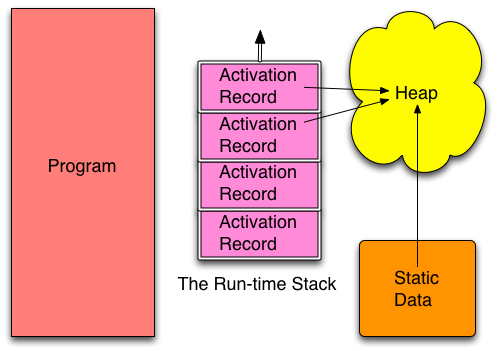 Program
Activation
Record
Activation
Record
Activation
Record
Activation
Record
The Run-time Stack
Heap
Static
Data